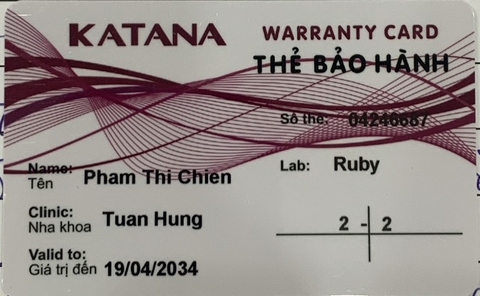 KATANA
WARRANTY CARD
THẺ BẢO HÀNH
Số thẻ: 04246687
Name: Pham Thi Chien
Tên
Lab: Ruby
Clinic: Tuan Hung
Nha khoa
2 - 2
Valid to:
Giá trị đến 19/04/2034